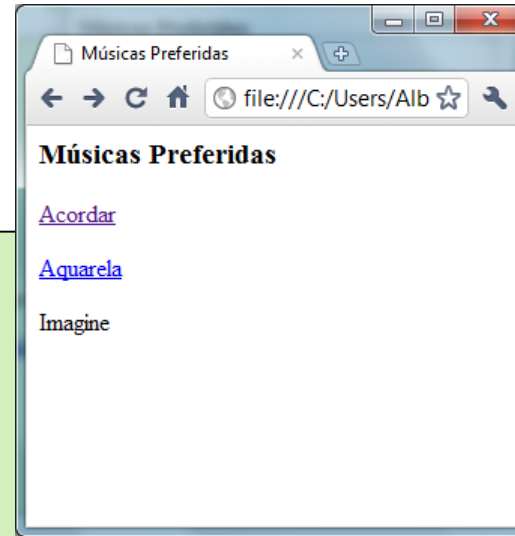 Músicas Preferidas
file:///C:/Users/Alb
Músicas Preferidas
Acordar
Aquarela
Imagine